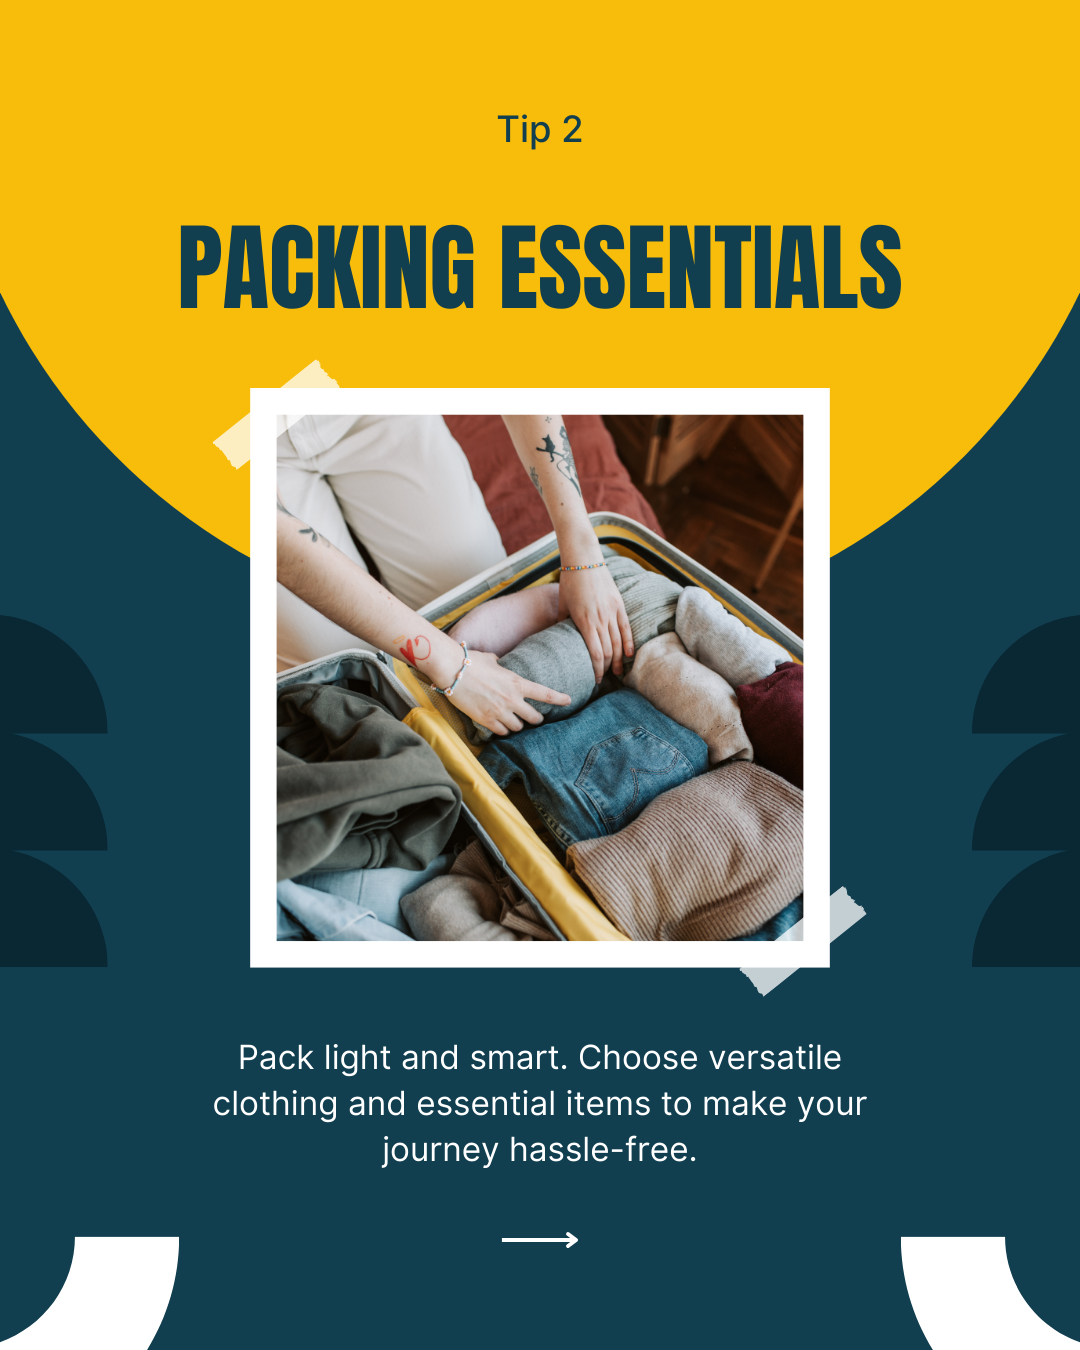 Tip 2
PACKING ESSENTIALS
Pack light and smart. Choose versatile
clothing and essential items to make your
journey hassle-free.